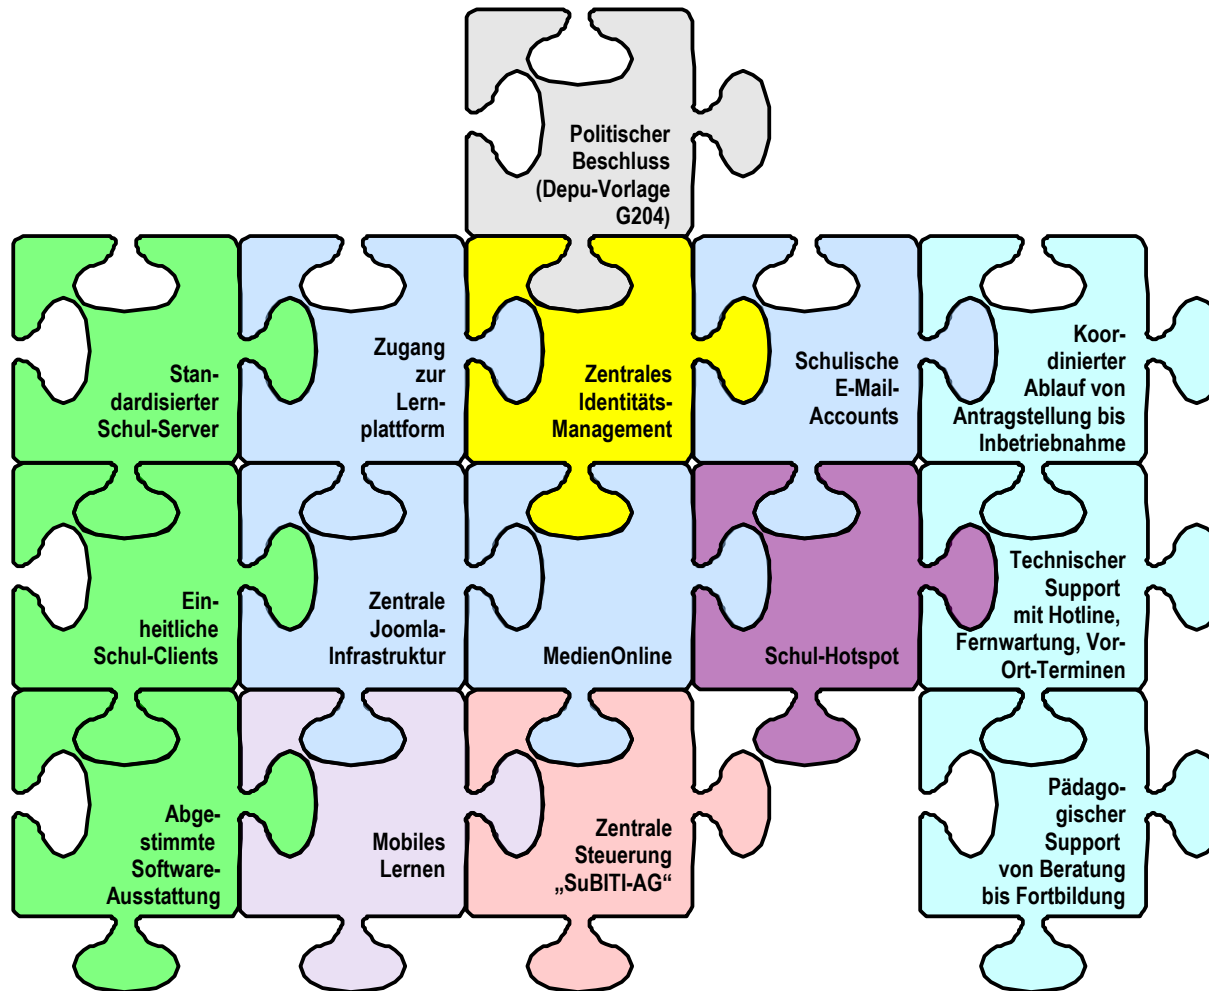 Politischer
Beschluss
(Depu-Vorlage
G204)
Stan-
dardisierter
Schul-Server
Zugang
zur
Lern-
plattform
Zentrales
Identitäts-
Management
Schulische
E-Mail-
Accounts
Koor-
dinierter
Ablauf von
Antragstellung bis
Inbetriebnahme
Ein-
heitliche
Schul-Clients
Zentrale
Joomla-
Infrastruktur
MedienOnline
Schul-Hotspot
Technischer
Support
mit Hotline,
Fernwartung, Vor-
Ort-Terminen
Abge-
stimmte
Software-
Ausstattung
Mobiles
Lernen
Zentrale
Steuerung
„SuBITI-AG“
Pädago-
gischer
Support
von Beratung
bis Fortbildung